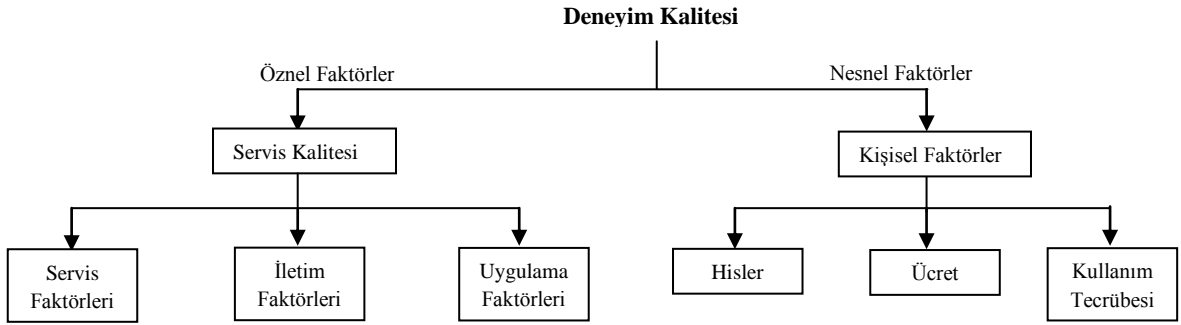 Deneyim Kalitesi
Öznel Faktörler
Nesnel Faktörler
Servis Kalitesi
Kişisel Faktörler
Servis
Faktörleri
İletim
Faktörleri
Uygulama
Faktörleri
Hisler
Ücret
Kullanım
Tecrübesi